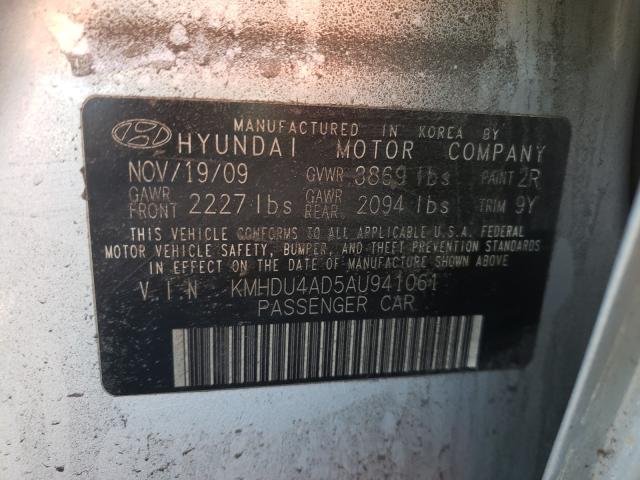 MANUFACTURED IN KOREA BY
HYUNDAI MOTOR COMPANY
NOV/19/09 GVWR 3869 lbs PAINT 2R
GAWR FRONT 2227 lbs GAWR REAR 2094 lbs TRIM 9Y
THIS VEHICLE CONFORMS TO ALL APPLICABLE U.S.A. FEDERAL
MOTOR VEHICLE SAFETY, BUMPER, AND THEFT PREVENTION STANDARDS
IN EFFECT ON THE DATE OF MANUFACTURE SHOWN ABOVE
VIN KMHDU4AD5AU941061
PASSENGER CAR